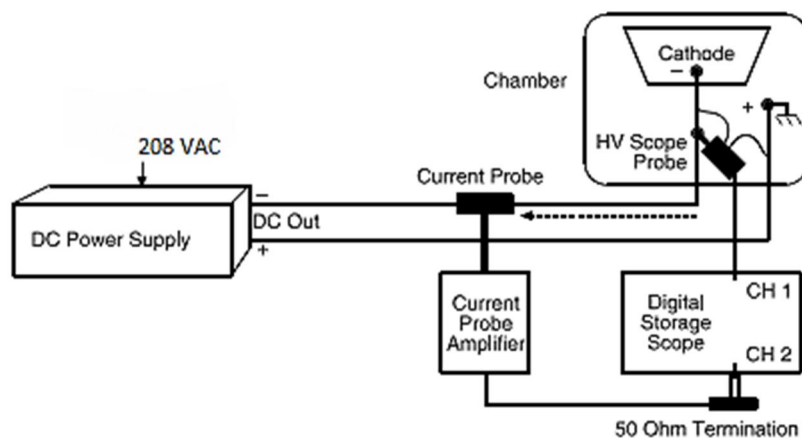 Cathode
−
Chamber
+
208 VAC
HV Scope
Probe
Current Probe
−
DC Out
DC Power Supply
+
CH 1
Current
Probe
Amplifier
Digital
Storage
Scope
CH 2
50 Ohm Termination